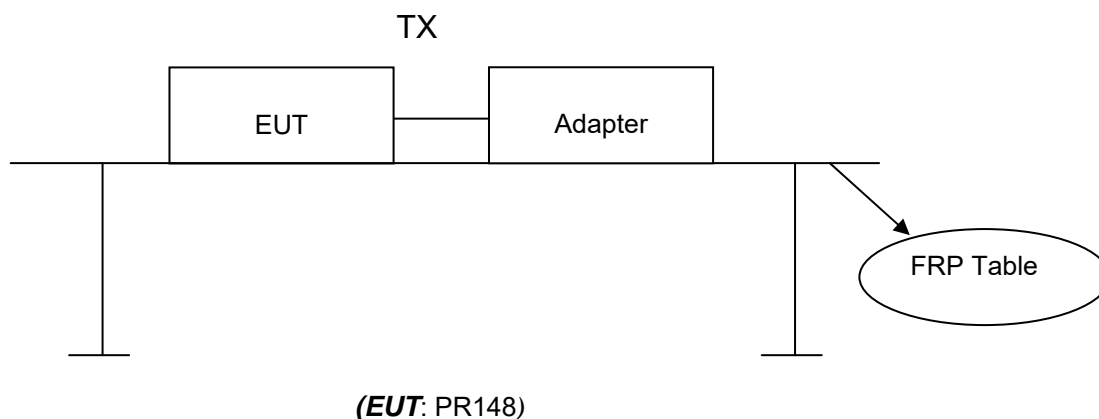 TX
EUT
Adapter
FRP Table
(EUT: PR148)